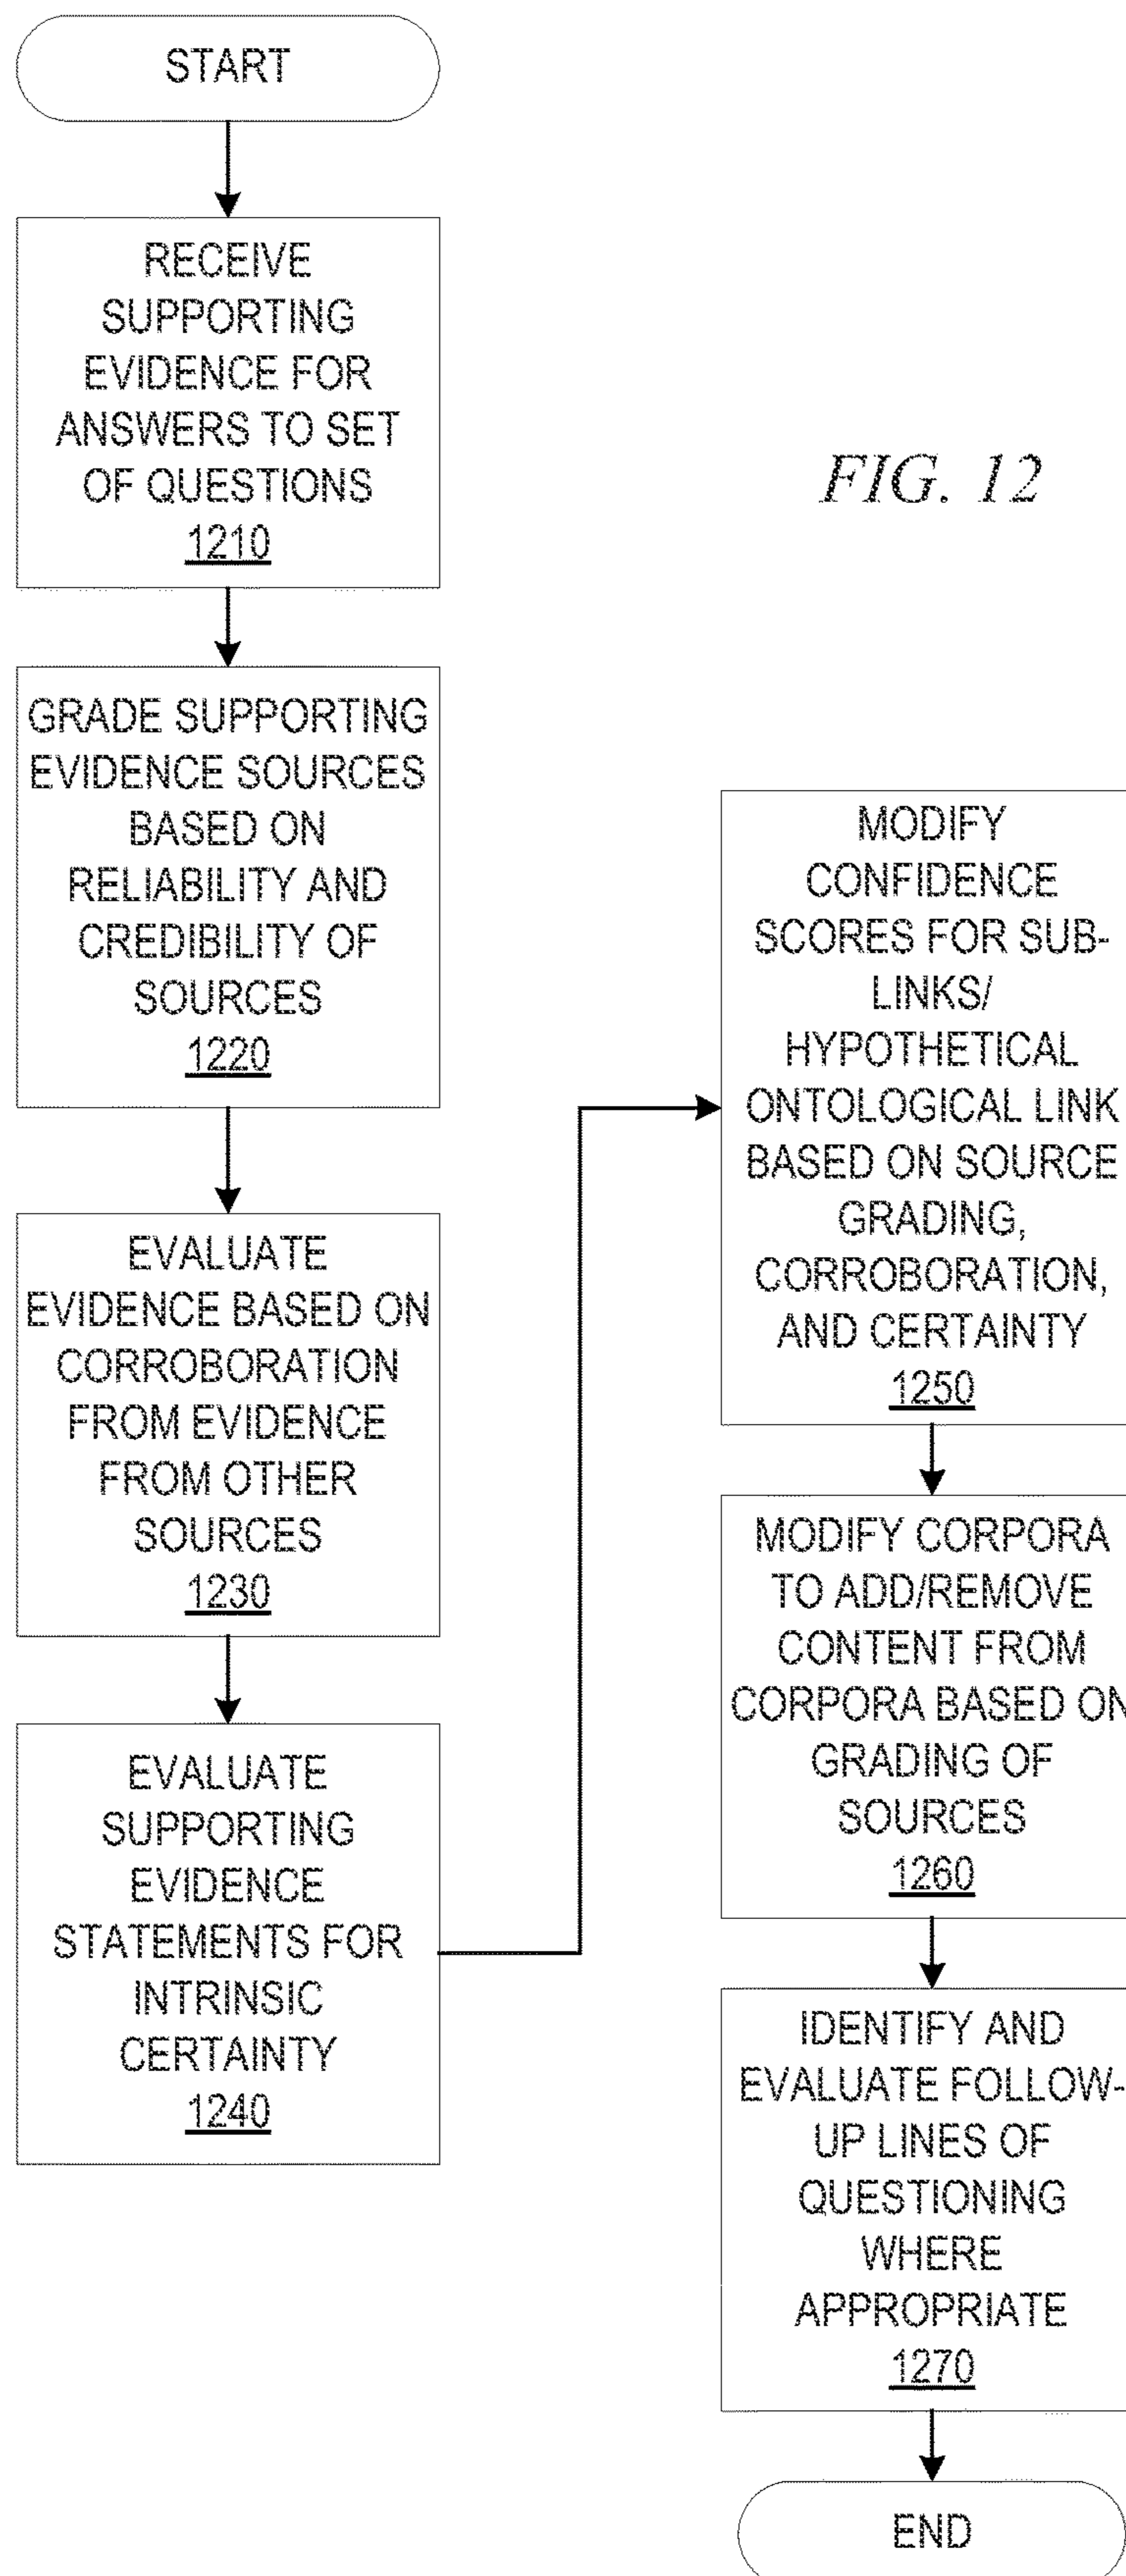 START
RECEIVE
SUPPORTING
EVIDENCE FOR
ANSWERS TO SET
OF QUESTIONS
1210
GRADE SUPPORTING
EVIDENCE SOURCES
BASED ON
RELIABILITY AND
CREDIBILITY OF
SOURCES
1220
EVALUATE
EVIDENCE BASED ON
CORROBORATION
FROM EVIDENCE
FROM OTHER
SOURCES
1230
EVALUATE
SUPPORTING
EVIDENCE
STATEMENTS FOR
INTRINSIC
CERTAINTY
1240
FIG. 12
MODIFY
CONFIDENCE
SCORES FOR SUB-
LINKS/
HYPOTHETICAL
ONTOLOGICAL LINK
BASED ON SOURCE
GRADING,
CORROBORATION,
AND CERTAINTY
1250
MODIFY CORPORA
TO ADD/REMOVE
CONTENT FROM
CORPORA BASED ON
GRADING OF
SOURCES
1260
IDENTIFY AND
EVALUATE FOLLOW-
UP LINES OF
QUESTIONING
WHERE
APPROPRIATE
1270
END